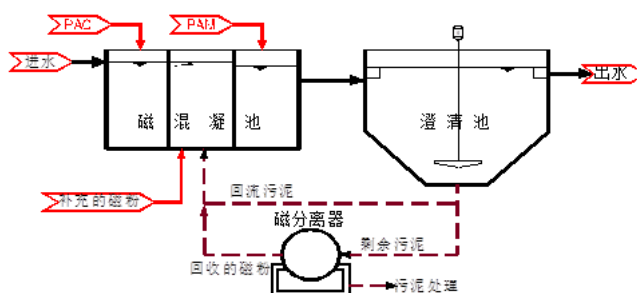 PAC
PAM
进水
出水
磁混凝池
澄清池
补充的磁粉
回流污泥
磁分离器
剩余污泥
回收的磁粉
污泥处理